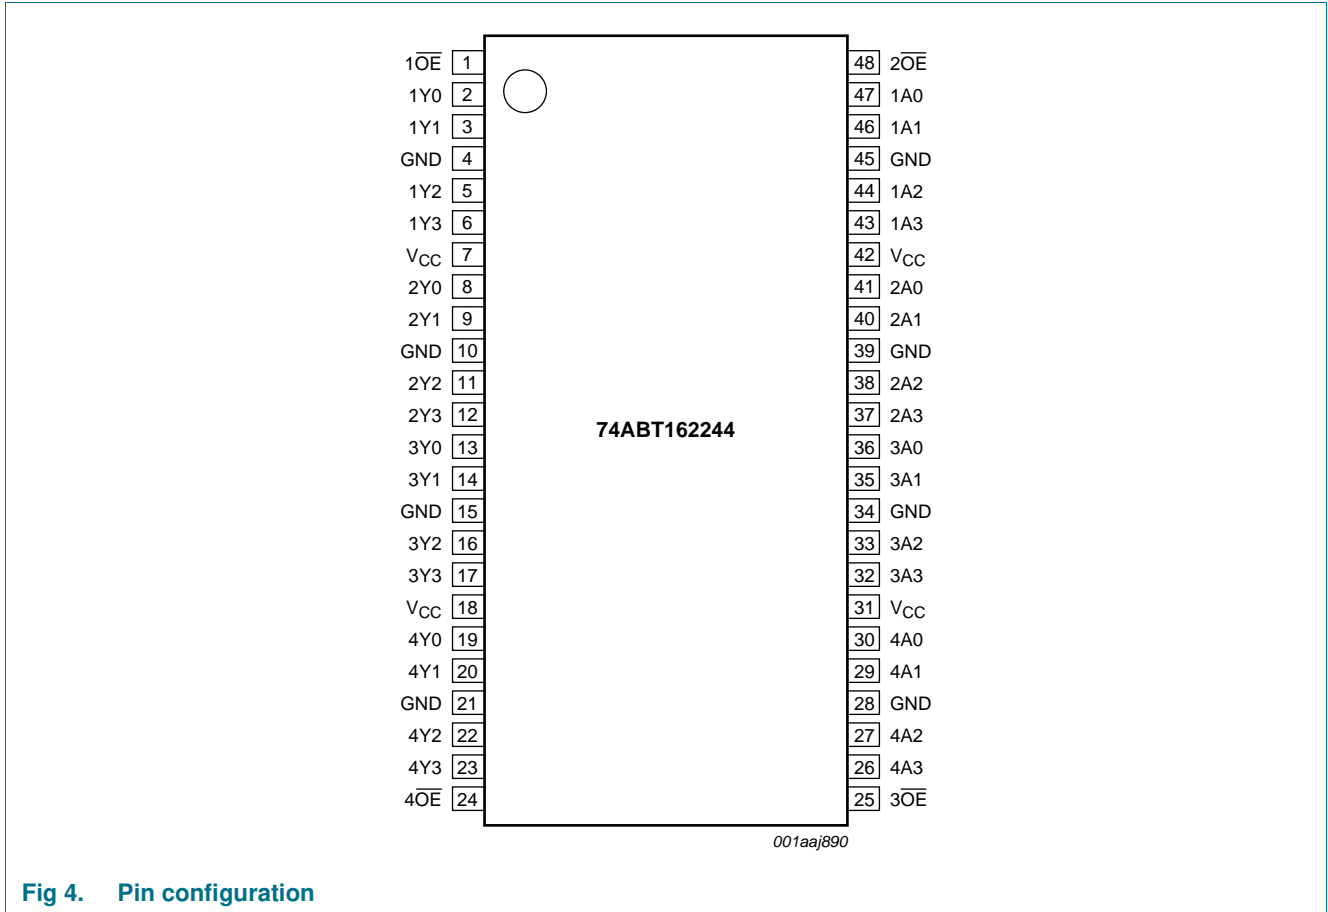 1O̅E̅ 1 48 2O̅E̅
1Y0 2 47 1A0
1Y1 3 46 1A1
GND 4 45 GND
1Y2 5 44 1A2
1Y3 6 43 1A3
VCC 7 42 VCC
2Y0 8 41 2A0
2Y1 9 40 2A1
GND 10 39 GND
2Y2 11 38 2A2
2Y3 12 37 2A3
74ABT162244
3Y0 13 36 3A0
3Y1 14 35 3A1
GND 15 34 GND
3Y2 16 33 3A2
3Y3 17 32 3A3
VCC 18 31 VCC
4Y0 19 30 4A0
4Y1 20 29 4A1
GND 21 28 GND
4Y2 22 27 4A2
4Y3 23 26 4A3
4O̅E̅ 24 25 3O̅E̅
001aaj890
Fig 4. Pin configuration